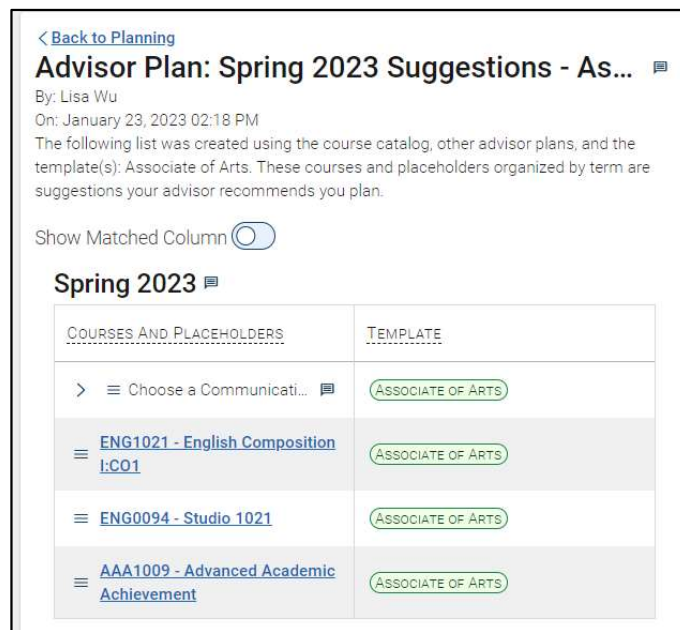 Back to Planning
Advisor Plan: Spring 2023 Suggestions - As...
By: Lisa Wu
On: January 23, 2023 02:18 PM
The following list was created using the course catalog, other advisor plans, and the
template(s): Associate of Arts. These courses and placeholders organized by term are
suggestions your advisor recommends you plan.
Show Matched Column
Spring 2023
COURSES AND PLACEHOLDERS
TEMPLATE
Choose a Communicati...
ASSOCIATE OF ARTS
ENG1021 - English Composition
I:CO1
ASSOCIATE OF ARTS
ENG0094 - Studio 1021
ASSOCIATE OF ARTS
AAA1009 - Advanced Academic
Achievement
ASSOCIATE OF ARTS